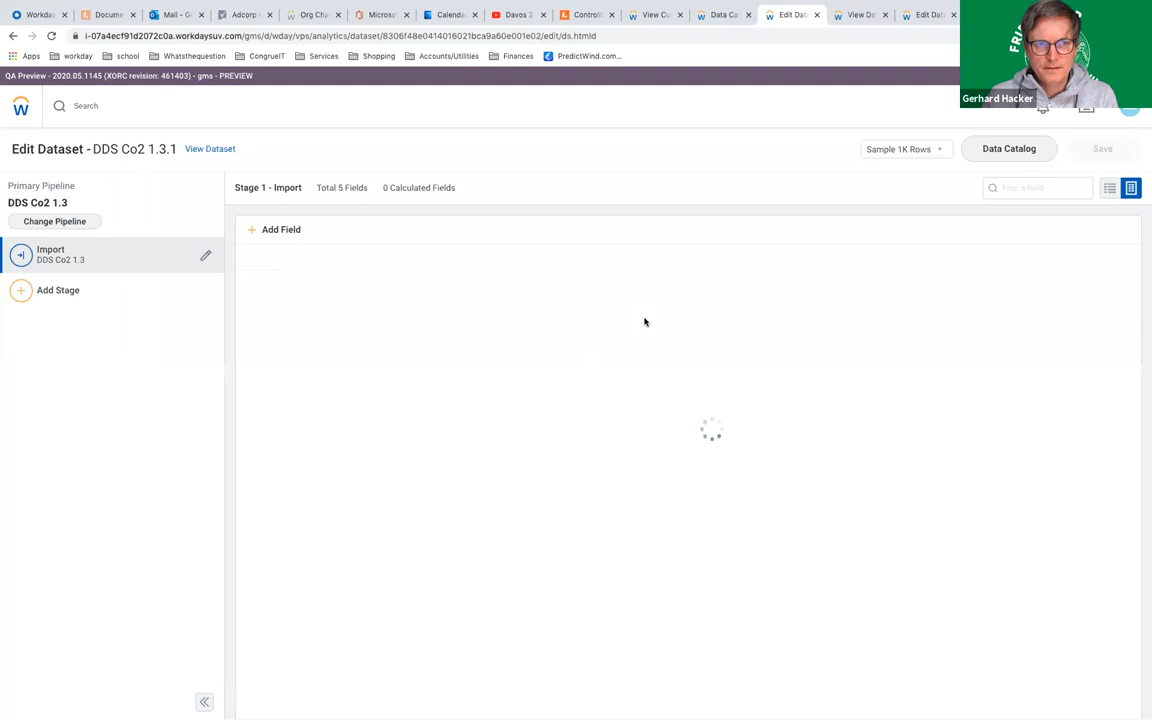 Workday
Docume
Mail – G
Adcorp
Org Cha
Microso
Calenda
Davos 2
Controll
View Cu
Data Ca
Edit Dat
View Da
Edit Dat
i-07a4ecf91d2072c0a.workdaysuv.com/gms/d/wday/vps/analytics/dataset/8306f48e0414016021bca9a60e001e02/edit/ds.htmld
Apps
workday
school
Whatsthequestion
CongrueIT
Services
Shopping
Accounts/Utilities
Finances
PredictWind.com...
QA Preview - 2020.05.1145 (XORC revision: 461403) - gms - PREVIEW
Gerhard Hacker
Search
Edit Dataset - DDS Co2 1.3.1
View Dataset
Sample 1K Rows
Data Catalog
Save
Primary Pipeline
DDS Co2 1.3
Change Pipeline
Stage 1 - Import
Total 5 Fields
0 Calculated Fields
Find a field
Import
DDS Co2 1.3
Add Stage
Add Field